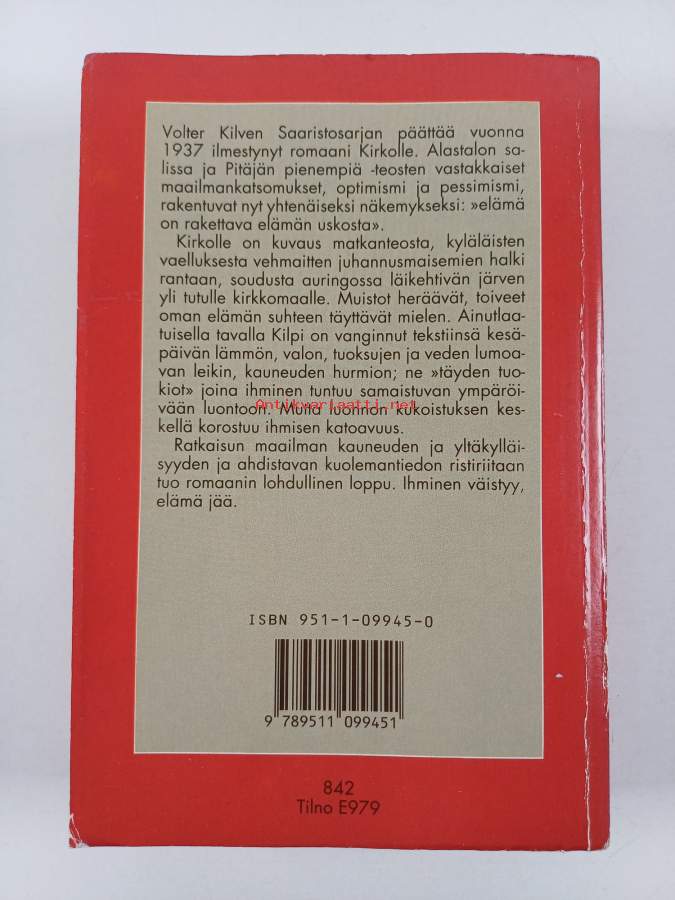 Volter Kilven Saaristosarjan päättää vuonna
1937 ilmestynyt romaani Kirkolle. Alastalon sa-
lissa ja Pitäjän pienempiä -teosten vastakkaiset
maailmankatsomukset, optimismi ja pessimismi,
rakentuvat nyt yhtenäiseksi näkemykseksi: »elämä
on rakettava elämän uskosta».
Kirkolle on kuvaus matkanteosta, kyläläisten
vaelluksesta vehmaitten juhannusmaisemien halki
rantaan, soudusta auringossa läikehtivän järven
yli tutulle kirkkomaalle. Muistot heräävät, toiveet
oman elämän suhteen täyttävät mielen. Ainutlaa-
tuisella tavalla Kilpi on vanginnut tekstiinsä kesä-
päivän lämmön, valon, tuoksujen ja veden lumoa-
van leikin, kauneuden hurmion; ne »täyden tuo-
kiot» joina ihminen tuntuu samaistuvan ympäröi-
vään luontoon. Mutta luonnon kukoistuksen kes-
Antikvariaatti.net
kellä korostuu ihmisen katoavuus.
Ratkaisun maailman kauneuden ja yltäkylläi-
syyden ja ahdistavan kuolemantiedon ristiriitaan
tuo romaanin lohdullinen loppu. Ihminen väistyy,
elämä jää.
ISBN 951-1-09945-0
9 789511 099451
842
Tilno E979